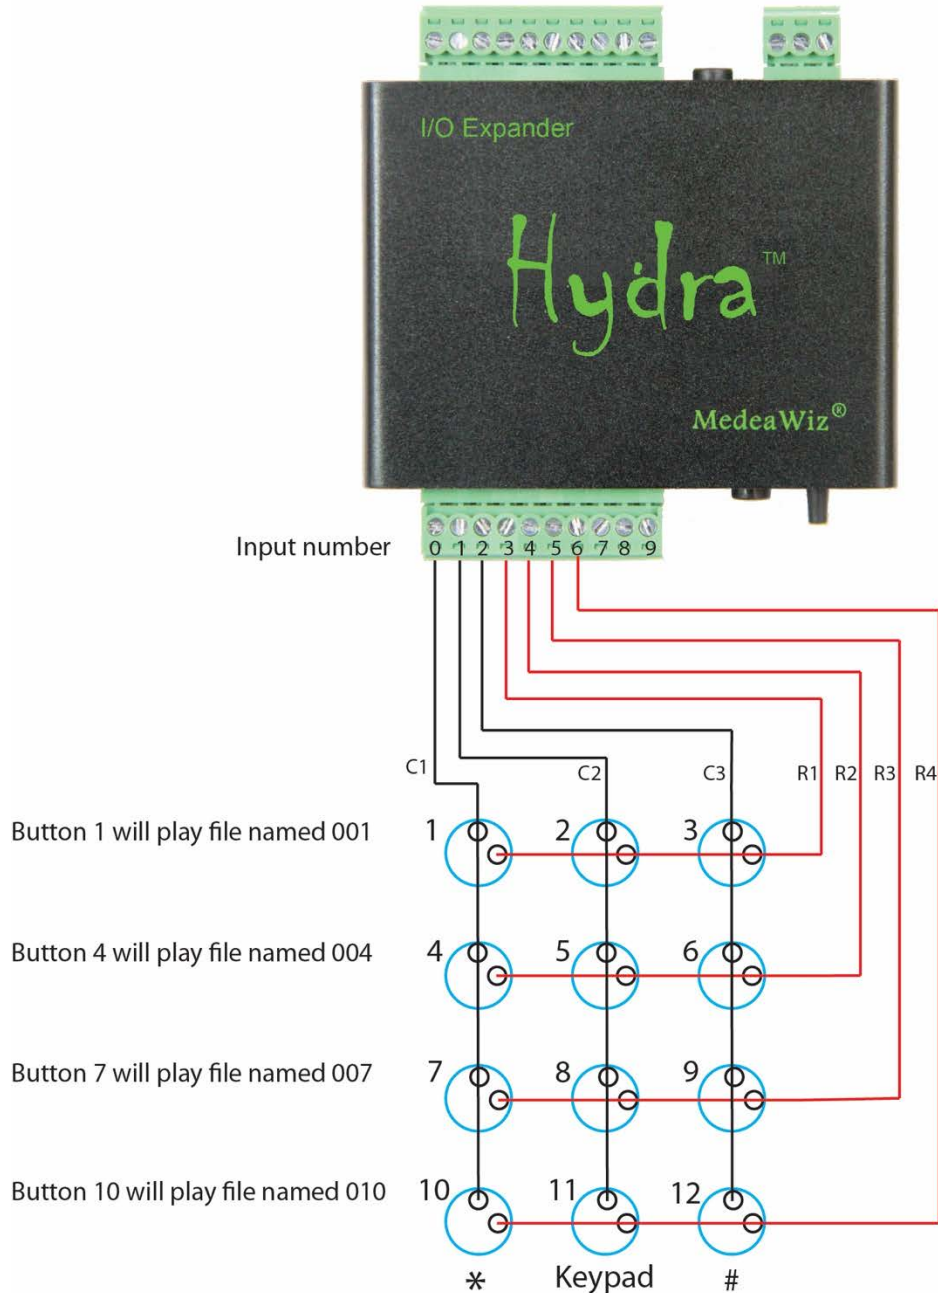 I/O Expander
Hydra™
MedeaWiz®
Input number
0 1 2 3 4 5 6 7 8 9
C1 C2 C3 R1 R2 R3 R4
Button 1 will play file named 001
1 2 3
Button 4 will play file named 004
4 5 6
Button 7 will play file named 007
7 8 9
Button 10 will play file named 010
10 11 12
* Keypad #